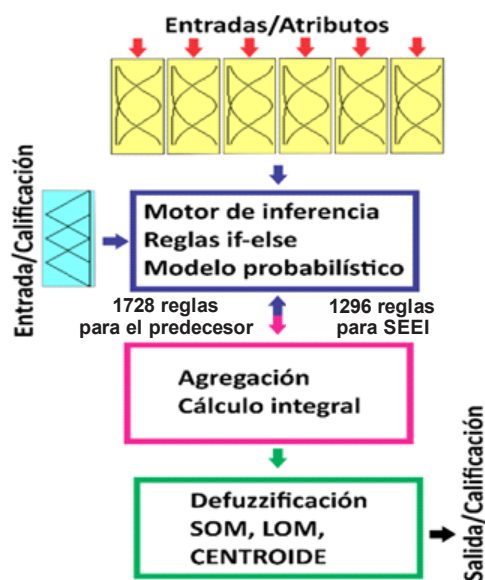 Entradas/Atributos
Entrada/Calificación
Motor de inferencia
Reglas if-else
Modelo probabilístico
1728 reglas
para el predecesor
1296 reglas
para SEEI
Agregación
Cálculo integral
Defuzzificación
SOM, LOM,
CENTROIDE
Salida/Calificación